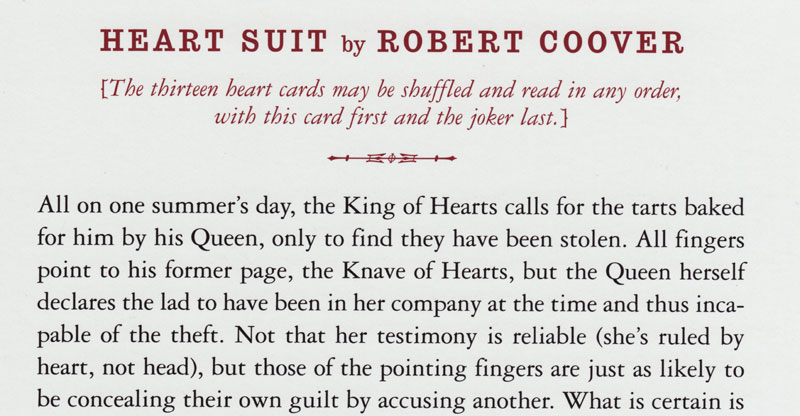 HEART SUIT by ROBERT COOVER
[The thirteen heart cards may be shuffled and read in any order,
with this card first and the joker last.]
All on one summer’s day, the King of Hearts calls for the tarts baked
for him by his Queen, only to find they have been stolen. All fingers
point to his former page, the Knave of Hearts, but the Queen herself
declares the lad to have been in her company at the time and thus inca-
pable of the theft. Not that her testimony is reliable (she’s ruled by
heart, not head), but those of the pointing fingers are just as likely to
be concealing their own guilt by accusing another. What is certain is